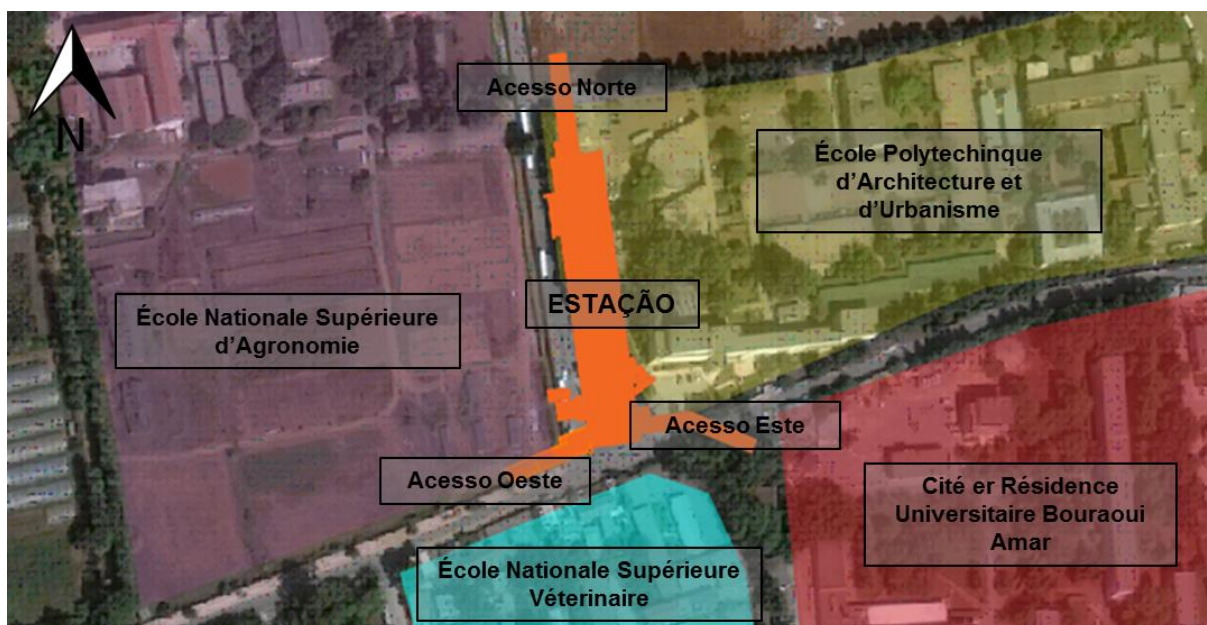 N
Acesso Norte
École Polytechinque
d'Architecture et
d'Urbanisme
ESTAÇÃO
École Nationale Supérieure
d'Agronomie
Acesso Este
Acesso Oeste
Cité er Résidence
Universitaire Bouraoui
Amar
École Nationale Supérieure
Véterinaire